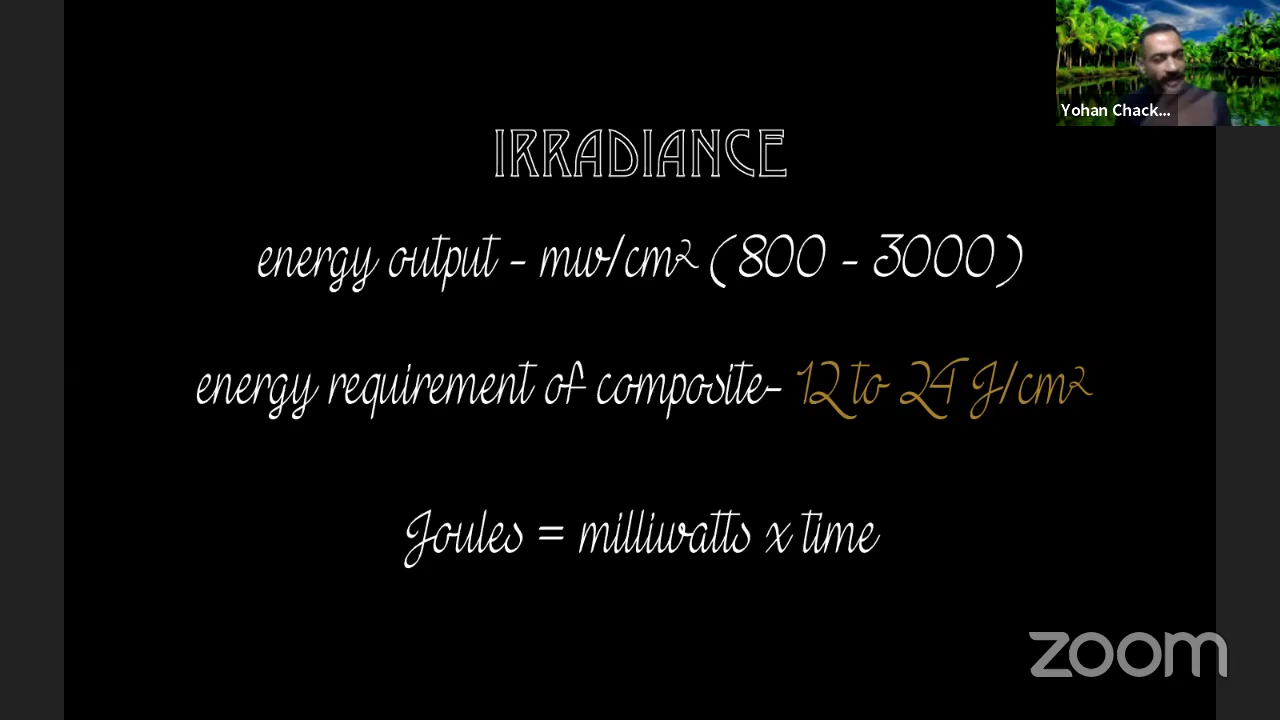 Yohan Chack...
IRRADIANCE
energy output - mw/cm2 (800 - 3000)
energy requirement of composite- 12 to 24 J/cm2
Joules = milliwatts x time
zoom